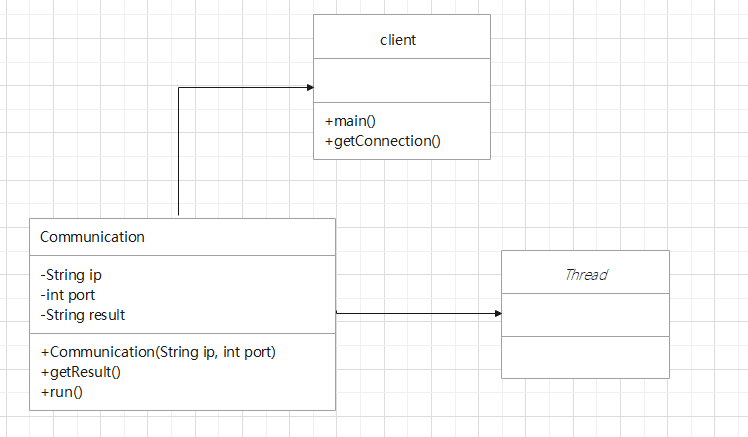 client
+main()
+getConnection()
Communication
-String ip
-int port
-String result
+Communication(String ip, int port)
+getResult()
+run()
Thread